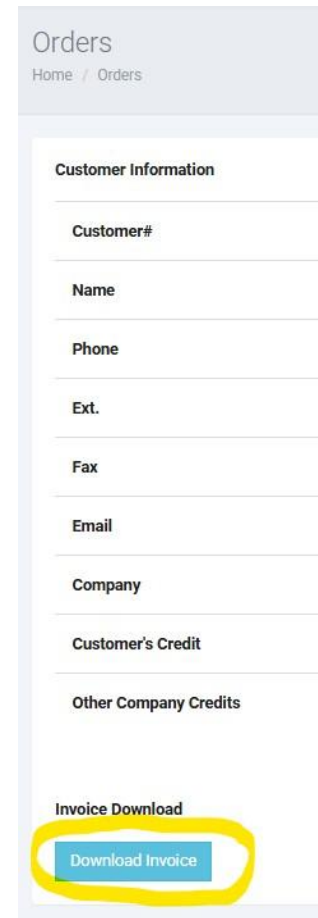 Orders
Home / Orders
Customer Information
Customer#
Name
Phone
Ext.
Fax
Email
Company
Customer's Credit
Other Company Credits
Invoice Download
Download Invoice